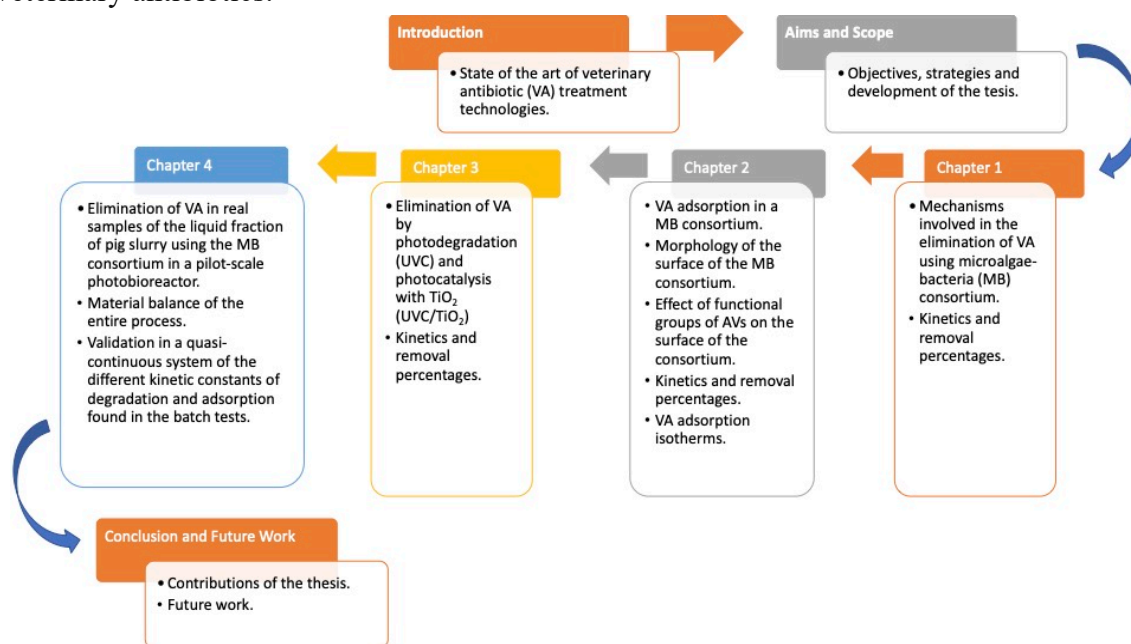 veterinary antibiotics.
Introduction
• State of the art of veterinary
antibiotic (VA) treatment
technologies.
Aims and Scope
• Objectives, strategies and
development of the tesis.
Chapter 1
• Mechanisms
involved in the
elimination of VA
using microalgae-
bacteria (MB)
consortium.
• Kinetics and
removal
percentages.
Chapter 2
• VA adsorption in a
MB consortium.
• Morphology of the
surface of the MB
consortium.
• Effect of functional
groups of AVs on the
surface of the
consortium.
• Kinetics and removal
percentages.
• VA adsorption
isotherms.
Chapter 3
• Elimination of VA
by
photodegradation
(UVC) and
photocatalysis
with TiO₂
(UVC/TiO₂)
• Kinetics and
removal
percentages.
Chapter 4
• Elimination of VA in real
samples of the liquid fraction
of pig slurry using the MB
consortium in a pilot-scale
photobioreactor.
• Material balance of the
entire process.
• Validation in a quasi-
continuous system of the
different kinetic constants of
degradation and adsorption
found in the batch tests.
Conclusion and Future Work
• Contributions of the thesis.
• Future work.